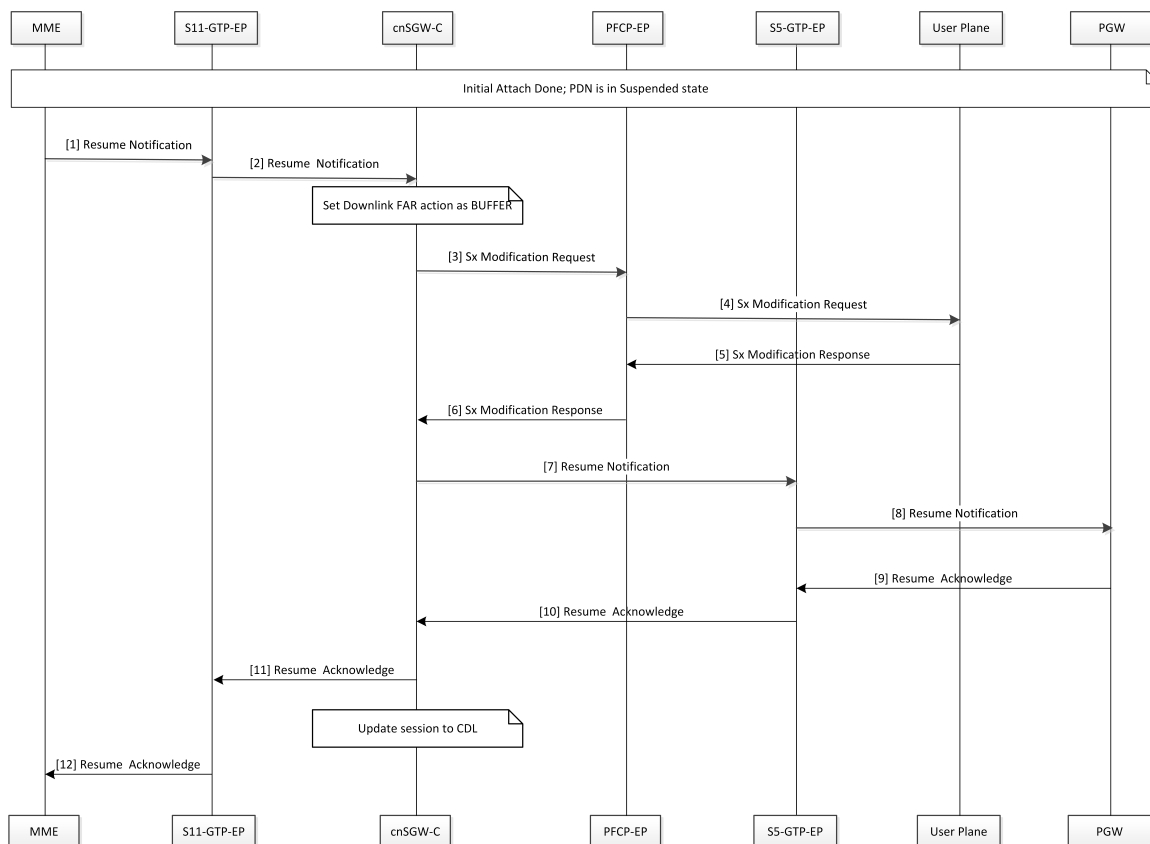 MME
S11-GTP-EP
cnSGW-C
PFCP-EP
S5-GTP-EP
User Plane
PGW
Initial Attach Done; PDN is in Suspended state
[1] Resume Notification
[2] Resume  Notification
Set Downlink FAR action as BUFFER
[3] Sx Modification Request
[4] Sx Modification Request
[5] Sx Modification Response
[6] Sx Modification Response
[7] Resume Notification
[8] Resume Notification
[9] Resume  Acknowledge
[10] Resume  Acknowledge
[11] Resume  Acknowledge
Update session to CDL
[12] Resume  Acknowledge
MME
S11-GTP-EP
cnSGW-C
PFCP-EP
S5-GTP-EP
User Plane
PGW